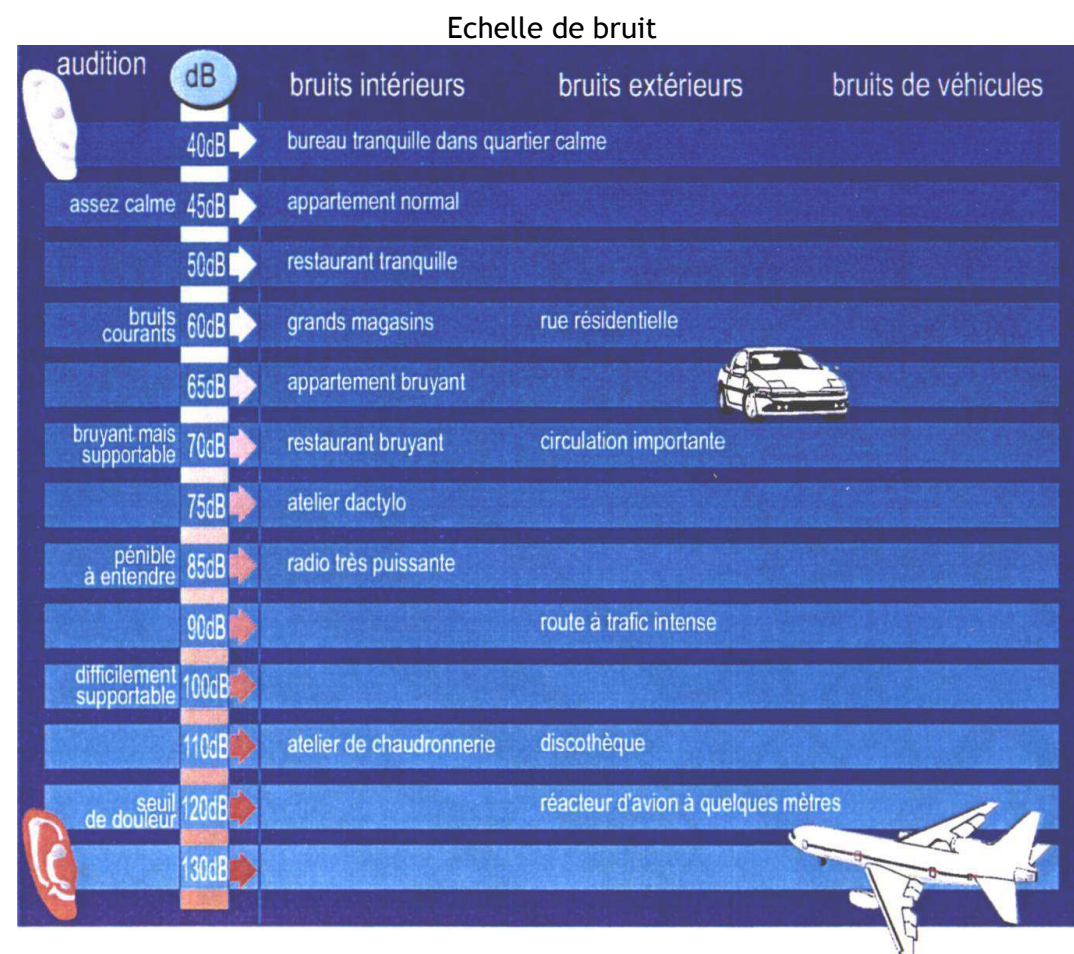 Echelle de bruit
audition dB bruits intérieurs bruits extérieurs bruits de véhicules
40dB bureau tranquille dans quartier calme
assez calme 45dB appartement normal
50dB restaurant tranquille
bruits
courants 60dB grands magasins rue résidentielle
65dB appartement bruyant
bruyant mais
supportable 70dB restaurant bruyant circulation importante
75dB atelier dactylo
pénible
à entendre 85dB radio très puissante
90dB route à trafic intense
difficilement
supportable 100dB
110dB atelier de chaudronnerie discothèque
seuil
de douleur 120dB réacteur d'avion à quelques mètres
130dB